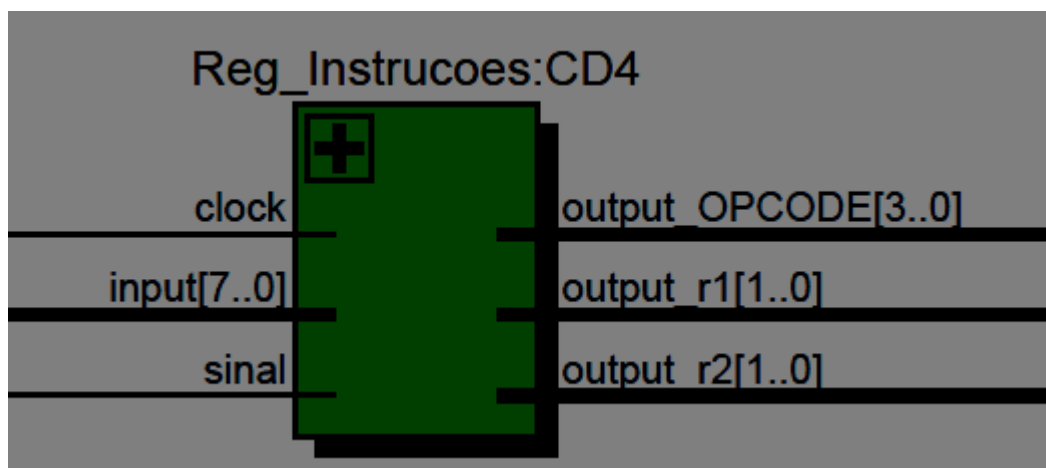 Reg_Instrucoes:CD4
clock
output_OPCODE[3..0]
input[7..0]
output_r1[1..0]
sinal
output_r2[1..0]